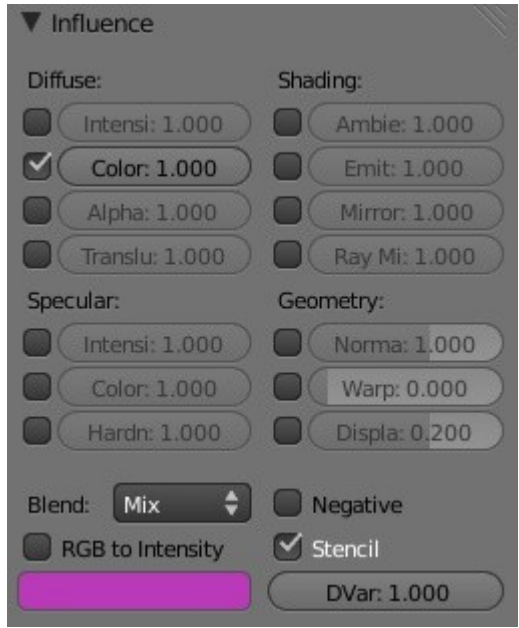 Influence
Diffuse: Shading:
Intensi: 1.000 Ambie: 1.000
Color: 1.000 Emit: 1.000
Alpha: 1.000 Mirror: 1.000
Translu: 1.000 Ray Mi: 1.000
Specular: Geometry:
Intensi: 1.000 Norma: 1.000
Color: 1.000 Warp: 0.000
Hardn: 1.000 Displa: 0.200
Blend: Mix Negative
RGB to Intensity Stencil
DVar: 1.000